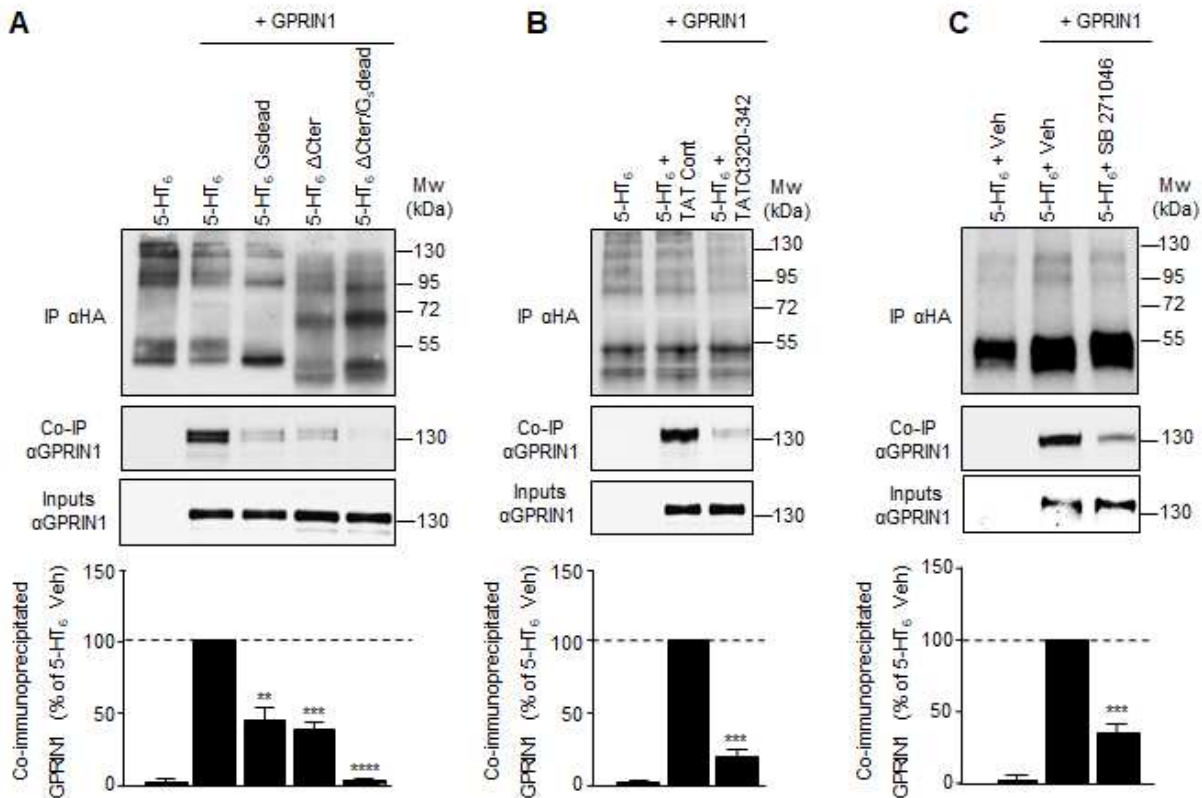 A
+ GPRIN1
5-HT₆
5-HT₆
5-HT₆ Gsdead
5-HT₆ ΔCter
5-HT₆ ΔCter/Gₛdead
Mw
(kDa)
IP αHA
130
95
72
55
Co-IP
αGPRIN1
130
Inputs
αGPRIN1
130
Co-immunoprecipitated
GPRIN1 (% of 5-HT₆ Veh)
150
100
50
0
**
***
****
B
+ GPRIN1
5-HT₆
5-HT₆ +
TAT Cont
5-HT₆ +
TATCt320-342
Mw
(kDa)
IP αHA
130
95
72
55
Co-IP
αGPRIN1
130
Inputs
αGPRIN1
130
Co-immunoprecipitated
GPRIN1 (% of 5-HT₆ Veh)
150
100
50
0
***
C
+ GPRIN1
5-HT₆ + Veh
5-HT₆+ Veh
5-HT₆+ SB 271046
Mw
(kDa)
IP αHA
130
95
72
55
Co-IP
αGPRIN1
130
Inputs
αGPRIN1
130
Co-immunoprecipitated
GPRIN1 (% of 5-HT₆ Veh)
150
100
50
0
***